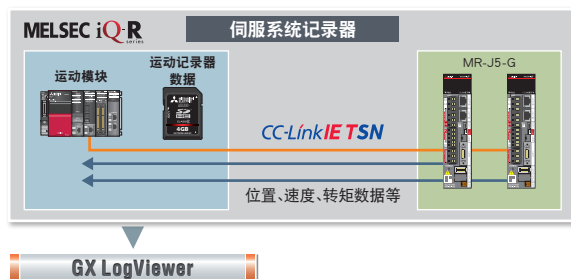 MELSEC iQ-R series
伺服系统记录器
运动模块
运动记录器
数据
4GB
MR-J5-G
CC-Link IE TSN
位置、速度、转矩数据等
GX LogViewer